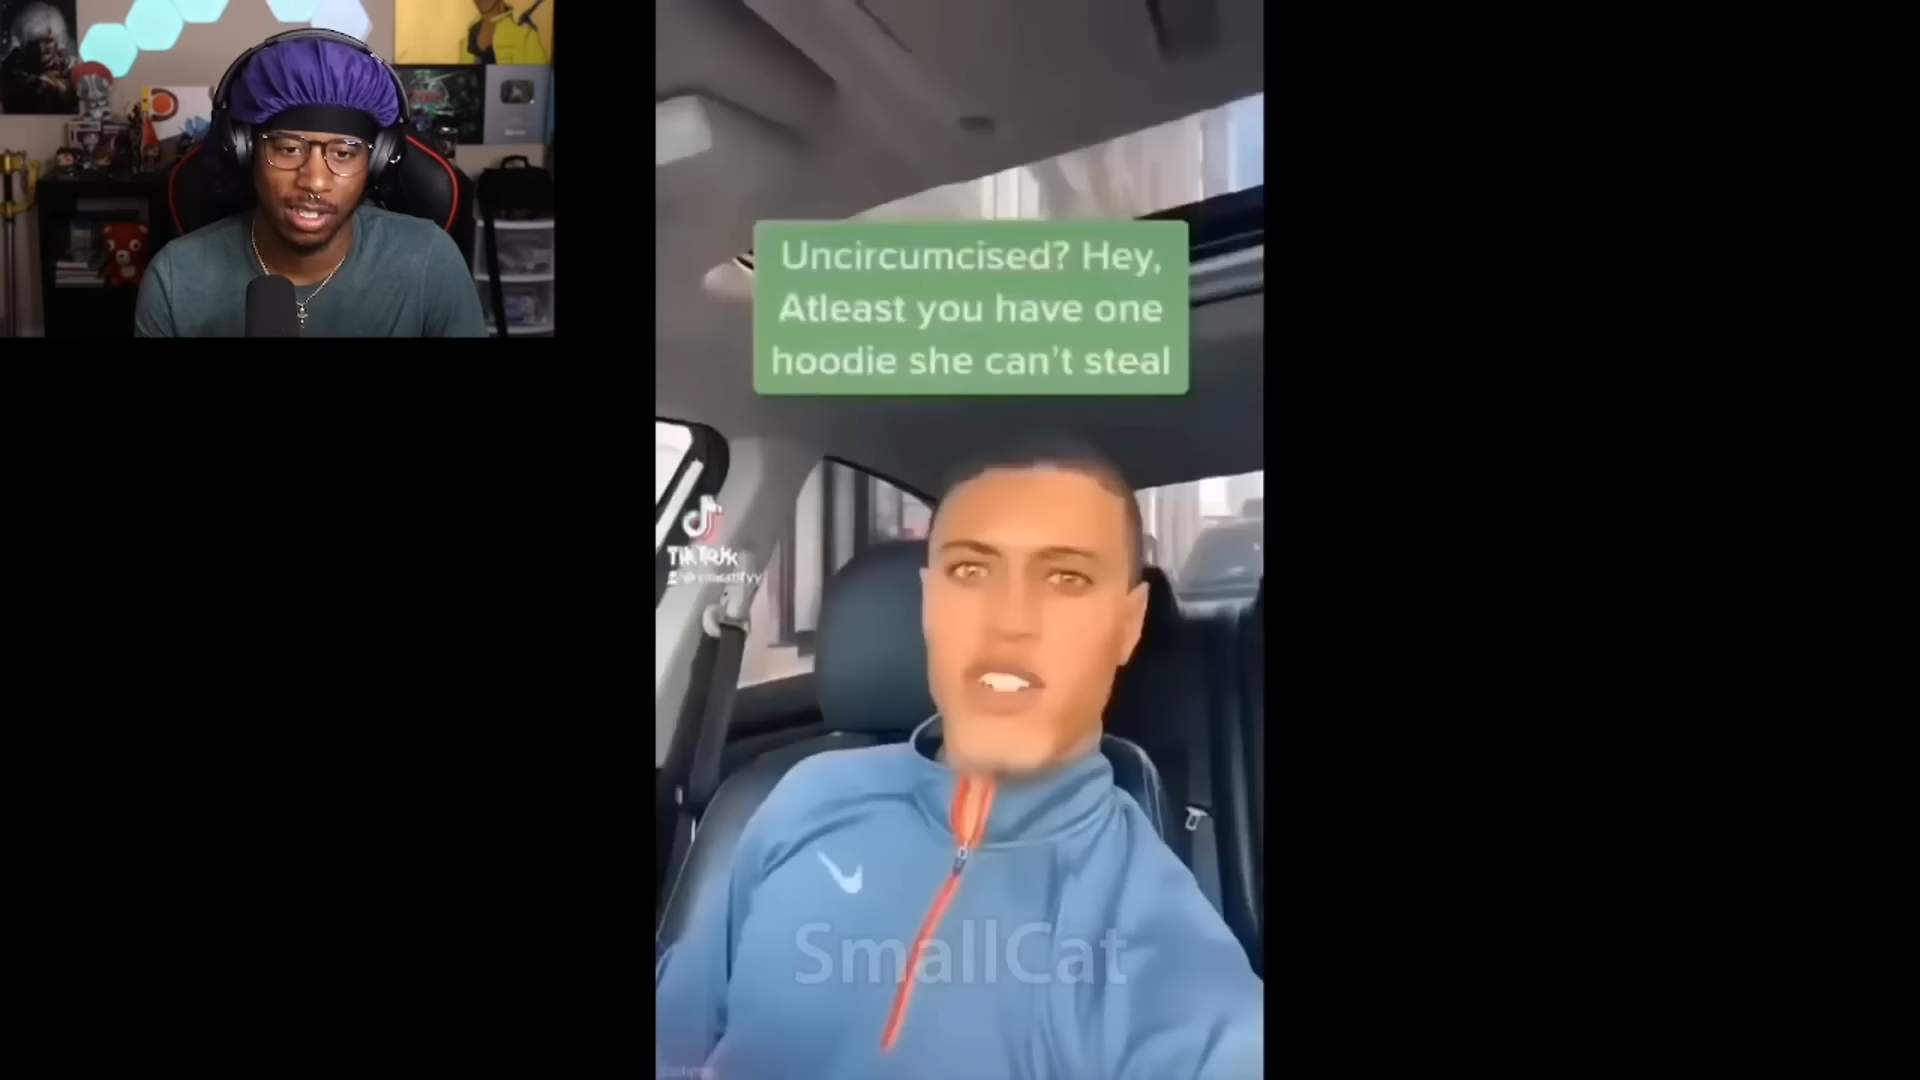 Uncircumcised? Hey,
Atleast you have one
hoodie she can't steal
TikTok
SmallCat